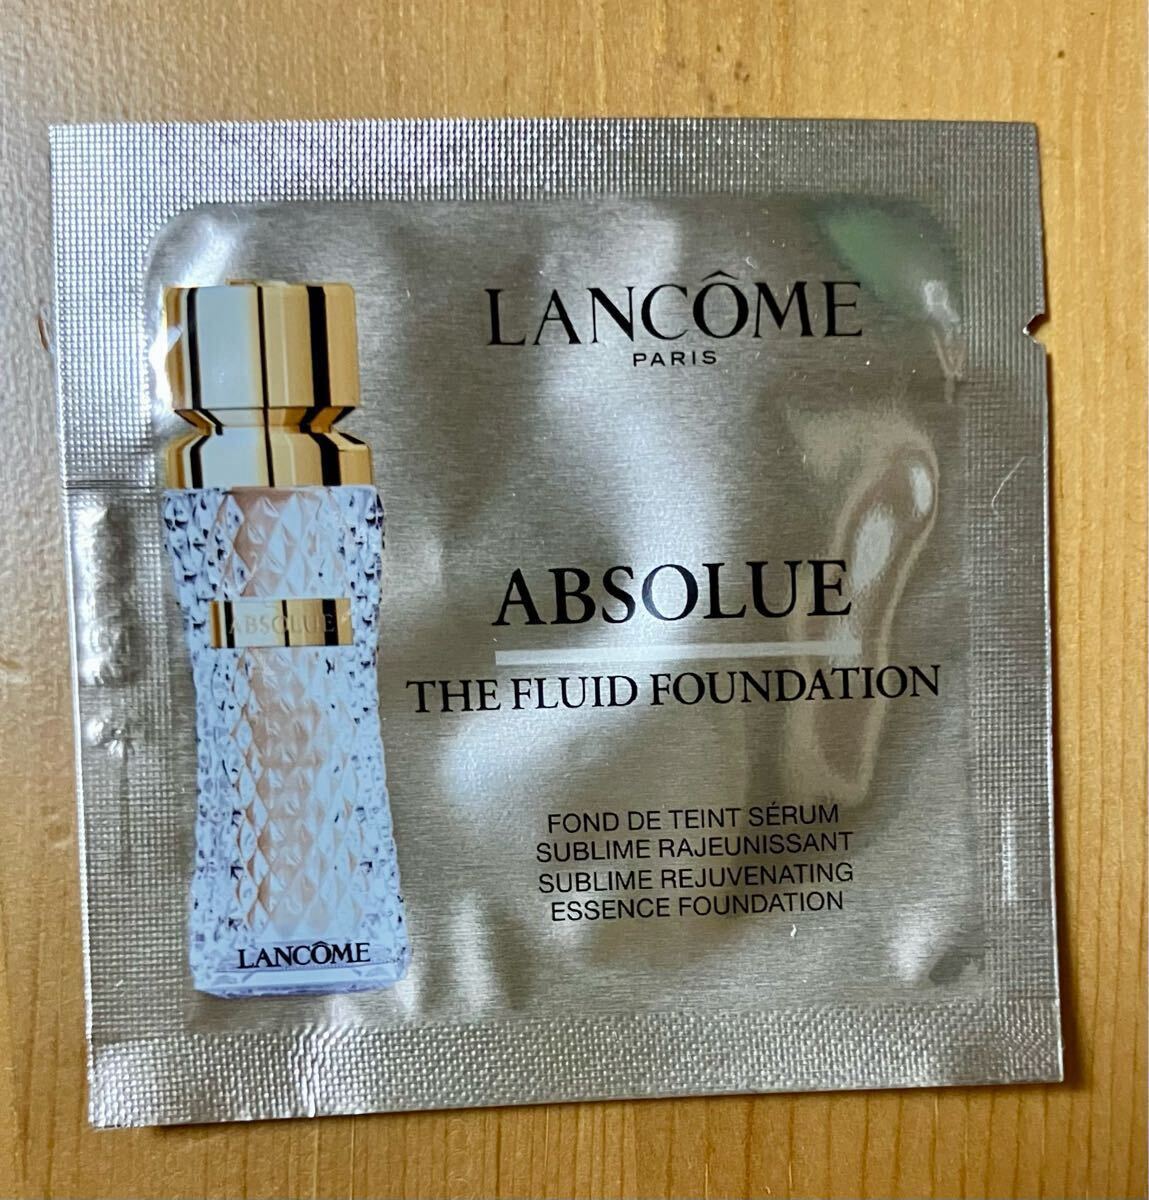 LANCÔME
PARIS
ABSOLUE
THE FLUID FOUNDATION
FOND DE TEINT SÉRUM
SUBLIME RAJEUNISSANT
SUBLIME REJUVENATING
ESSENCE FOUNDATION
ABSOLUE
LANCÔME